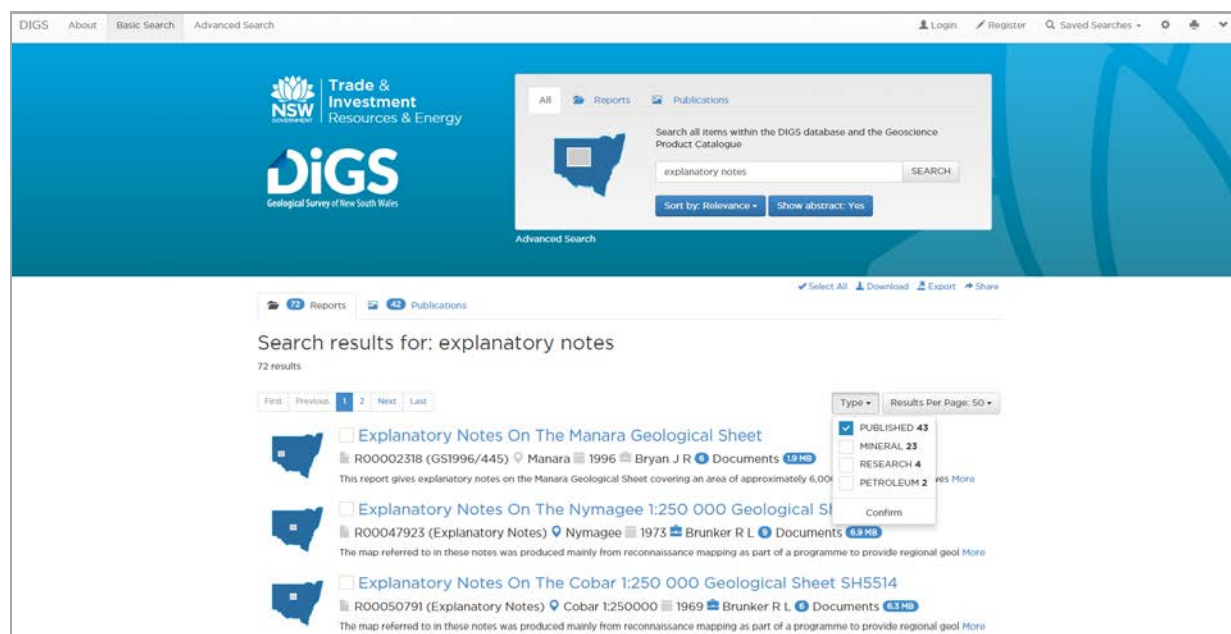 DIGS About Basic Search Advanced Search Login Register Saved Searches
Trade &
Investment
Resources & Energy
NSW
GOVERNMENT
DiGS
Geological Survey of New South Wales
All Reports Publications
Search all items within the DIGS database and the Geoscience
Product Catalogue
explanatory notes SEARCH
Sort by: Relevance Show abstract: Yes
Advanced Search
Select All Download Export Share
72 Reports 42 Publications
Search results for: explanatory notes
72 results
First Previous 1 2 Next Last Type Results Per Page: 50
PUBLISHED 43
MINERAL 23
RESEARCH 4
PETROLEUM 2
Confirm
Explanatory Notes On The Manara Geological Sheet
R00002318 (GS1996/445) Manara 1996 Bryan J R 6 Documents 1.9 MB
This report gives explanatory notes on the Manara Geological Sheet covering an area of approximately 6,00 More
Explanatory Notes On The Nymagee 1:250 000 Geological
R00047923 (Explanatory Notes) Nymagee 1973 Brunker R L 9 Documents 6.9 MB
The map referred to in these notes was produced mainly from reconnaissance mapping as part of a programme to provide regional geol More
Explanatory Notes On The Cobar 1:250 000 Geological Sheet SH5514
R00050791 (Explanatory Notes) Cobar 1:250000 1969 Brunker R L 6 Documents 6.3 MB
The map referred to in these notes was produced mainly from reconnaissance mapping as part of a programme to provide regional geol More